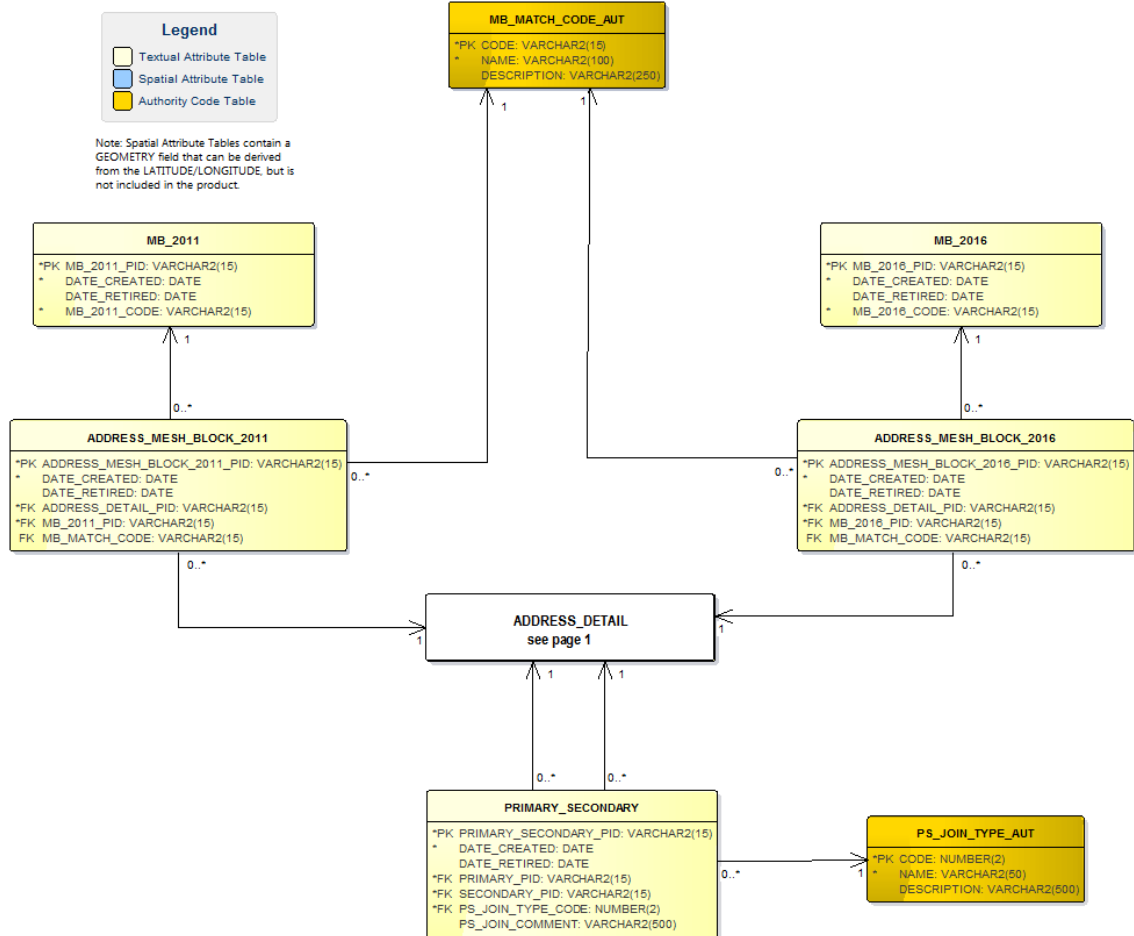 Legend
Textual Attribute Table
Spatial Attribute Table
Authority Code Table
Note: Spatial Attribute Tables contain a
GEOMETRY field that can be derived
from the LATITUDE/LONGITUDE, but is
not included in the product.
MB_MATCH_CODE_AUT
*PK CODE: VARCHAR2(15)
* NAME: VARCHAR2(100)
DESCRIPTION: VARCHAR2(250)
1
1
MB_2011
*PK MB_2011_PID: VARCHAR2(15)
* DATE_CREATED: DATE
DATE_RETIRED: DATE
* MB_2011_CODE: VARCHAR2(15)
1
0..*
MB_2016
*PK MB_2016_PID: VARCHAR2(15)
* DATE_CREATED: DATE
DATE_RETIRED: DATE
* MB_2016_CODE: VARCHAR2(15)
1
0..*
ADDRESS_MESH_BLOCK_2011
*PK ADDRESS_MESH_BLOCK_2011_PID: VARCHAR2(15)
* DATE_CREATED: DATE
DATE_RETIRED: DATE
*FK ADDRESS_DETAIL_PID: VARCHAR2(15)
*FK MB_2011_PID: VARCHAR2(15)
FK MB_MATCH_CODE: VARCHAR2(15)
0..*
0..*
ADDRESS_MESH_BLOCK_2016
*PK ADDRESS_MESH_BLOCK_2016_PID: VARCHAR2(15)
* DATE_CREATED: DATE
DATE_RETIRED: DATE
*FK ADDRESS_DETAIL_PID: VARCHAR2(15)
*FK MB_2016_PID: VARCHAR2(15)
FK MB_MATCH_CODE: VARCHAR2(15)
0..*
0..*
ADDRESS_DETAIL
see page 1
1
1
1
1
0..*
0..*
PRIMARY_SECONDARY
*PK PRIMARY_SECONDARY_PID: VARCHAR2(15)
* DATE_CREATED: DATE
DATE_RETIRED: DATE
*FK PRIMARY_PID: VARCHAR2(15)
*FK SECONDARY_PID: VARCHAR2(15)
*FK PS_JOIN_TYPE_CODE: NUMBER(2)
PS_JOIN_COMMENT: VARCHAR2(500)
0..*
1
PS_JOIN_TYPE_AUT
*PK CODE: NUMBER(2)
* NAME: VARCHAR2(50)
DESCRIPTION: VARCHAR2(500)